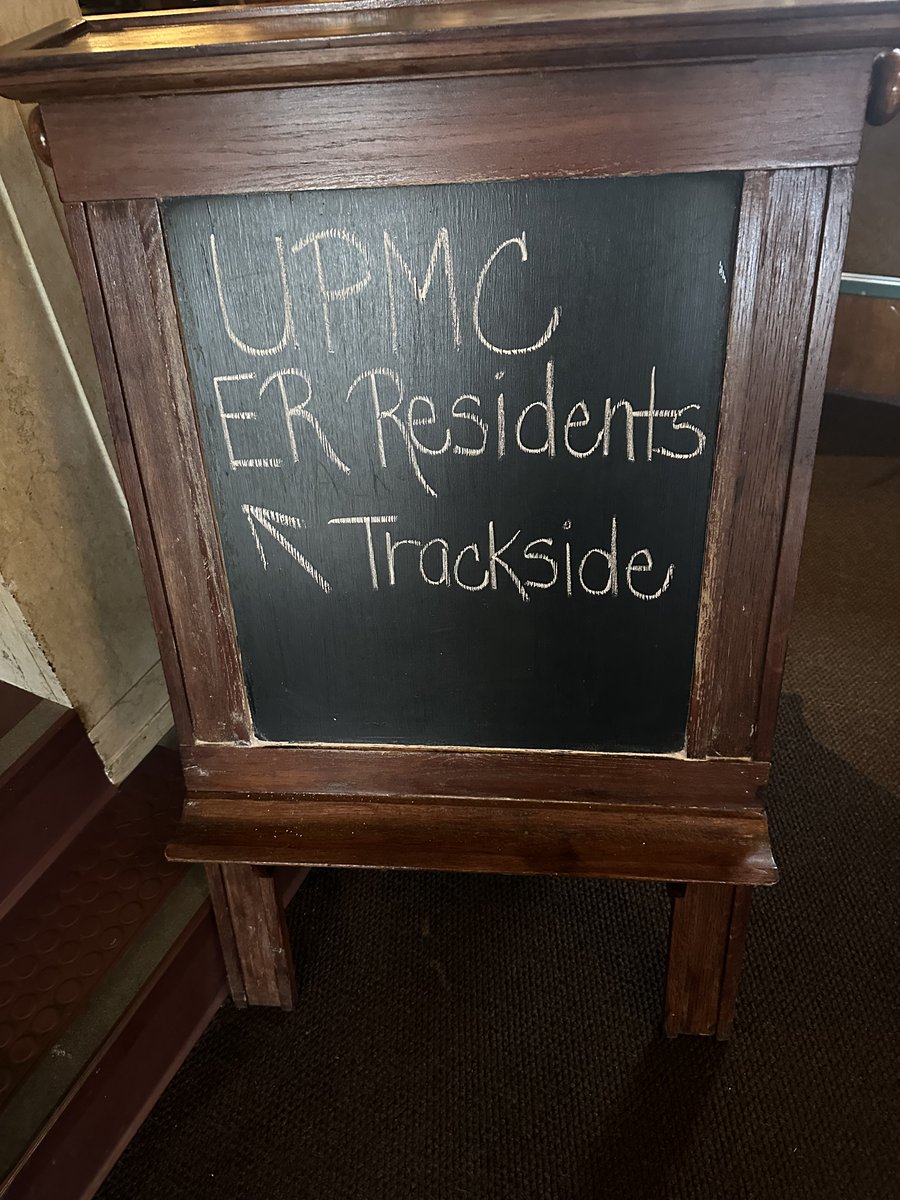 UPMC
ER Residents
↖ Trackside